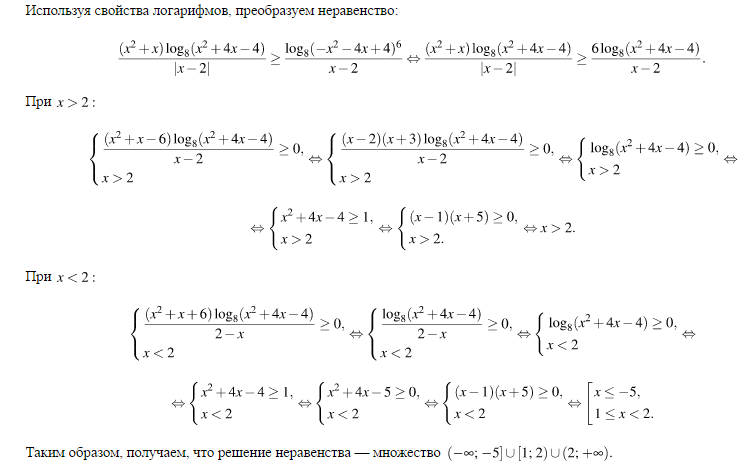 Используя свойства логарифмов, преобразуем неравенство:
$\frac{(x^2+x)\log_8(x^2+4x-4)}{|x-2|} \geq \frac{\log_8(-x^2-4x+4)^6}{x-2} \Leftrightarrow \frac{(x^2+x)\log_8(x^2+4x-4)}{|x-2|} \geq \frac{6\log_8(x^2+4x-4)}{x-2}.$
При $x > 2$ :
$\begin{cases} \frac{(x^2+x-6)\log_8(x^2+4x-4)}{x-2} \geq 0, \\ x > 2 \end{cases} \Leftrightarrow \begin{cases} \frac{(x-2)(x+3)\log_8(x^2+4x-4)}{x-2} \geq 0, \\ x > 2 \end{cases} \Leftrightarrow \begin{cases} \log_8(x^2+4x-4) \geq 0, \\ x > 2 \end{cases} \Leftrightarrow$
$\Leftrightarrow \begin{cases} x^2+4x-4 \geq 1, \\ x > 2 \end{cases} \Leftrightarrow \begin{cases} (x-1)(x+5) \geq 0, \\ x > 2. \end{cases} \Leftrightarrow x > 2.$
При $x < 2$ :
$\begin{cases} \frac{(x^2+x+6)\log_8(x^2+4x-4)}{2-x} \geq 0, \\ x < 2 \end{cases} \Leftrightarrow \begin{cases} \frac{\log_8(x^2+4x-4)}{2-x} \geq 0, \\ x < 2 \end{cases} \Leftrightarrow \begin{cases} \log_8(x^2+4x-4) \geq 0, \\ x < 2 \end{cases} \Leftrightarrow$
$\Leftrightarrow \begin{cases} x^2+4x-4 \geq 1, \\ x < 2 \end{cases} \Leftrightarrow \begin{cases} x^2+4x-5 \geq 0, \\ x < 2 \end{cases} \Leftrightarrow \begin{cases} (x-1)(x+5) \geq 0, \\ x < 2 \end{cases} \Leftrightarrow \left[\begin{array}{l} x \leq -5, \\ 1 \leq x < 2. \end{array}\right.$
Таким образом, получаем, что решение неравенства — множество $(-\infty; -5] \cup [1; 2) \cup (2; +\infty).$